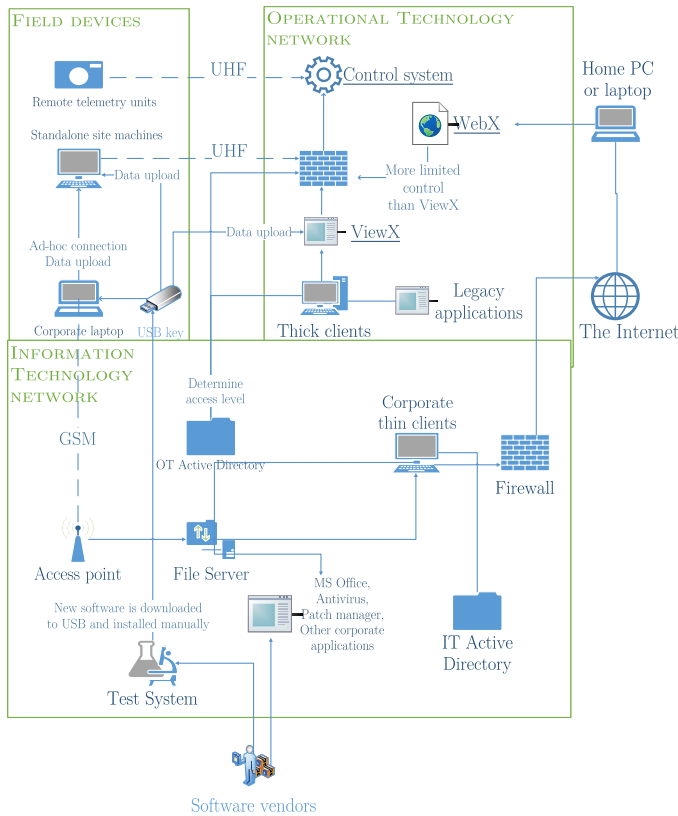 FIELD DEVICES
OPERATIONAL TECHNOLOGY
NETWORK
UHF
Control system
Home PC
or laptop
Remote telemetry units
Standalone site machines
WebX
UHF
Data upload
More limited
control
than ViewX
Data upload
ViewX
Ad-hoc connection
Data upload
Legacy
applications
Corporate laptop
USB key
Thick clients
The Internet
INFORMATION
TECHNOLOGY
NETWORK
Determine
access level
Corporate
thin clients
GSM
OT Active Directory
Firewall
Access point
File Server
MS Office,
Antivirus,
Patch manager,
Other corporate
applications
New software is downloaded
to USB and installed manually
IT Active
Directory
Test System
Software vendors